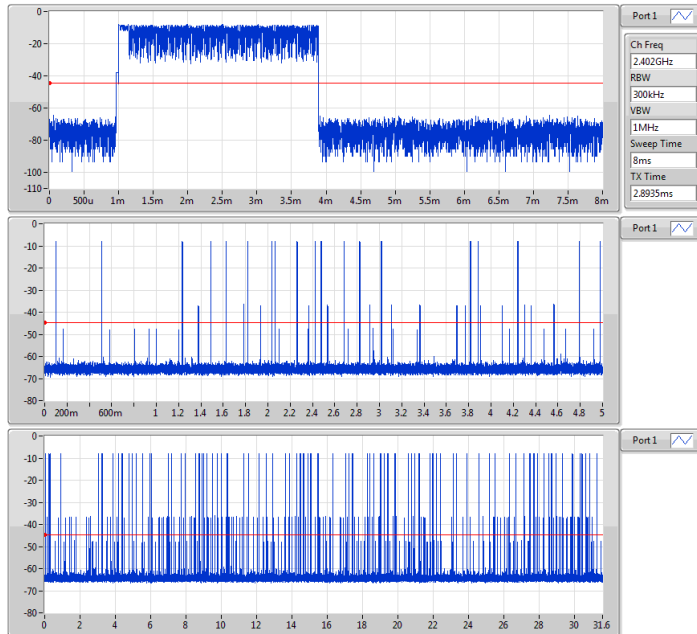 0
-20
-40
-60
-80
-100
-110
0 500u 1m 1.5m 2m 2.5m 3m 3.5m 4m 4.5m 5m 5.5m 6m 6.5m 7m 7.5m 8m
Port 1
Ch Freq
2.402GHz
RBW
300kHz
VBW
1MHz
Sweep Time
8ms
TX Time
2.8935ms
0
-10
-20
-30
-40
-50
-60
-70
-80
0 200m 600m 1 1.2 1.4 1.6 1.8 2 2.2 2.4 2.6 2.8 3 3.2 3.4 3.6 3.8 4 4.2 4.4 4.6 4.8 5
Port 1
0
-10
-20
-30
-40
-50
-60
-70
-80
0 2 4 6 8 10 12 14 16 18 20 22 24 26 28 30 31.6
Port 1